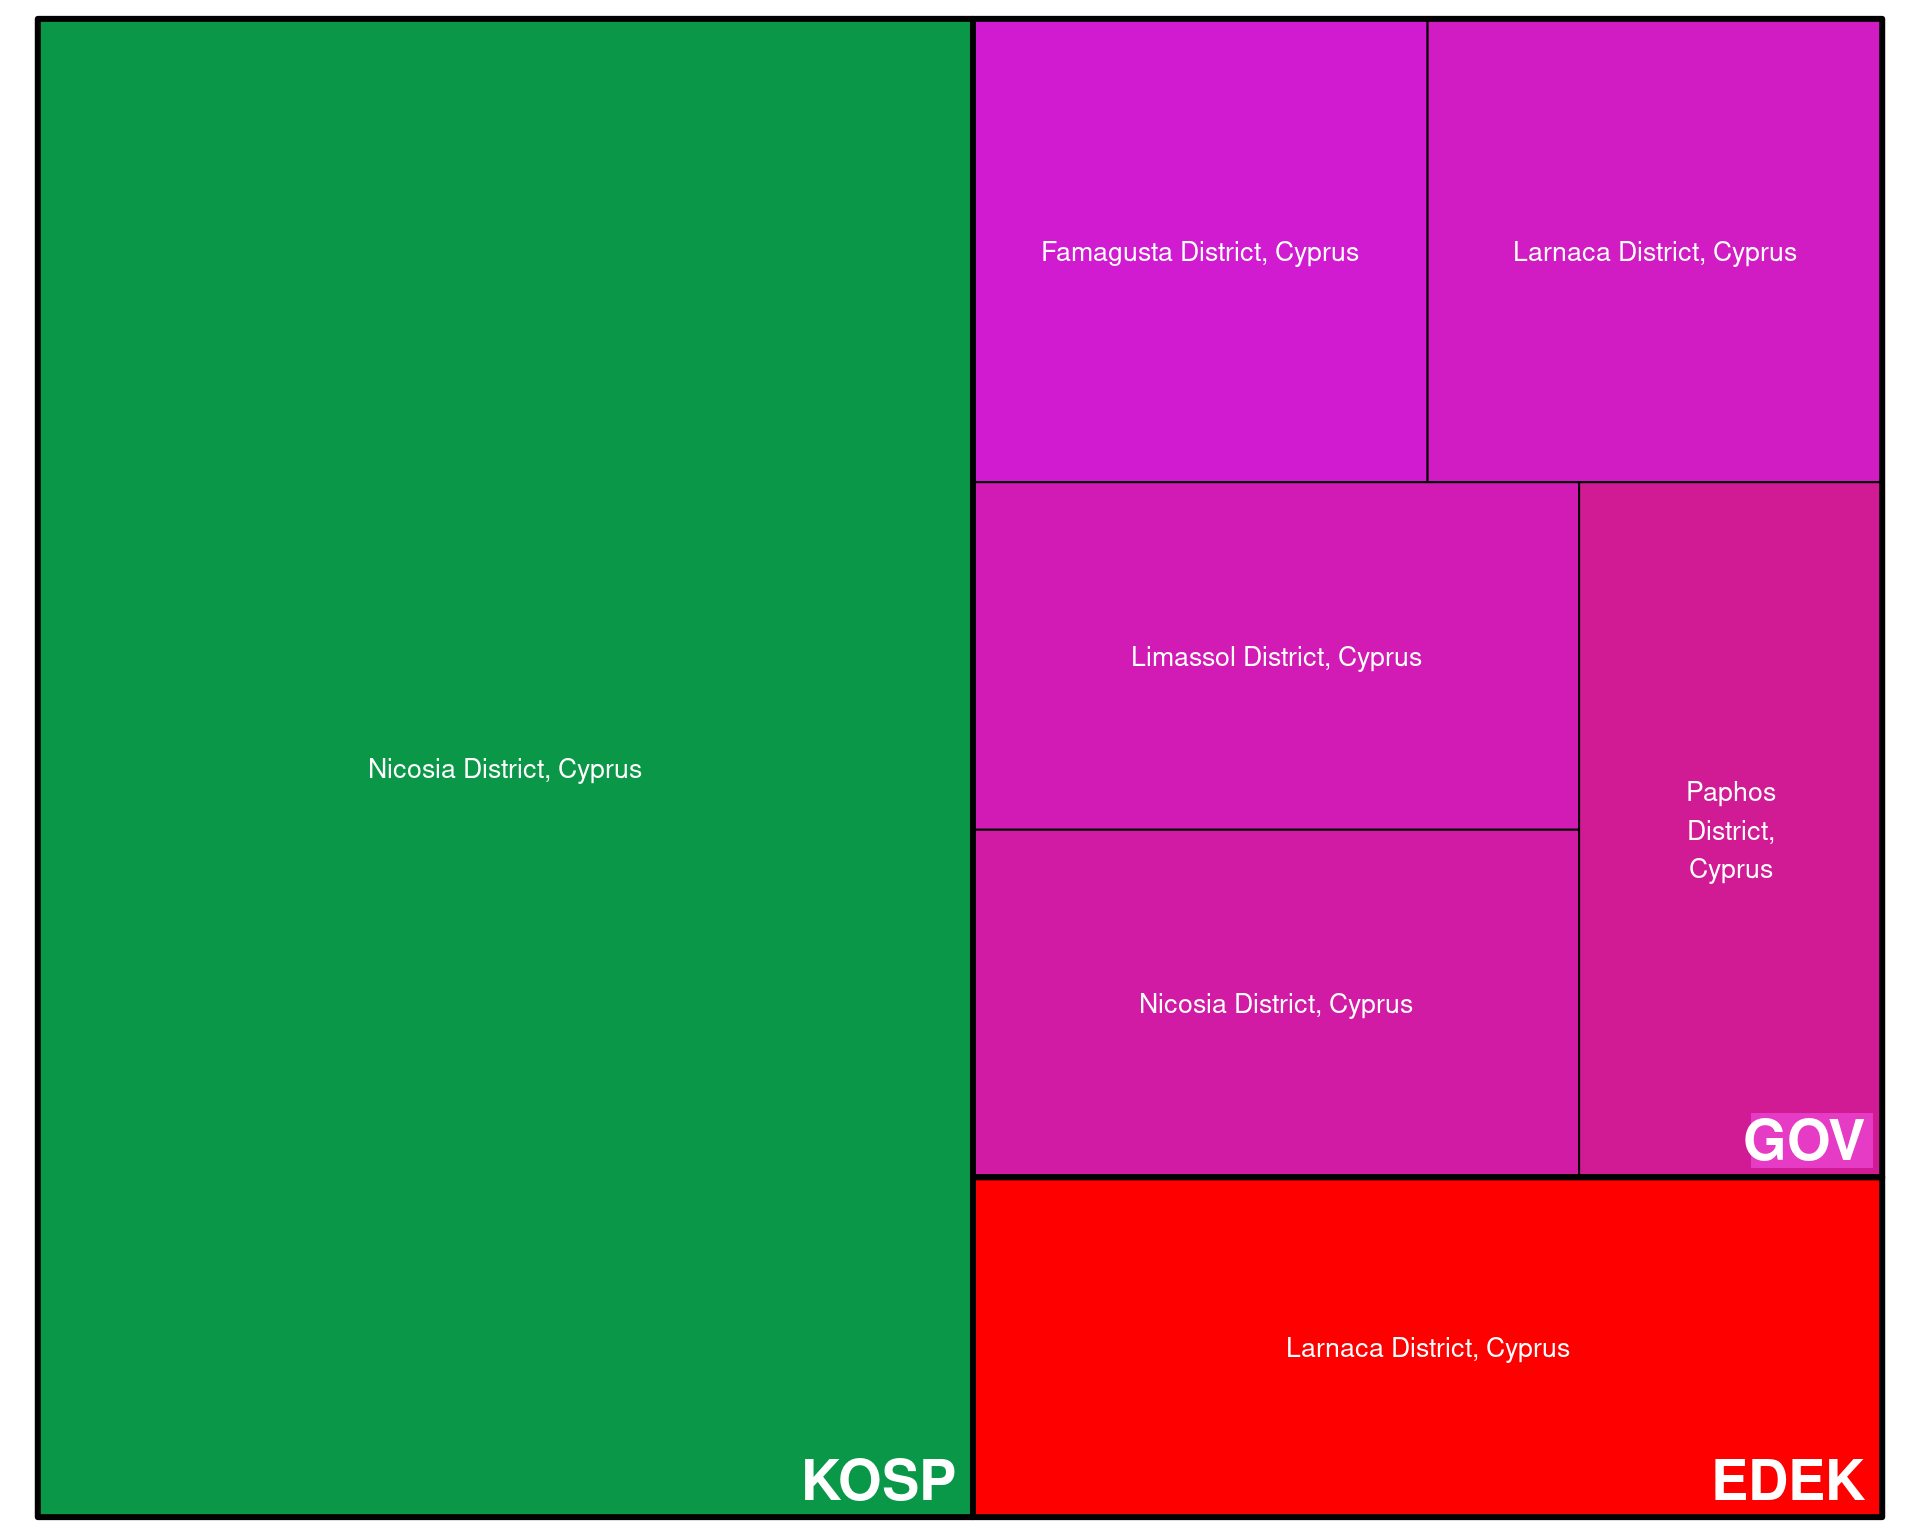 Nicosia District, Cyprus
KOSP
Famagusta District, Cyprus
Larnaca District, Cyprus
Limassol District, Cyprus
Nicosia District, Cyprus
Paphos
District,
Cyprus
GOV
Larnaca District, Cyprus
EDEK